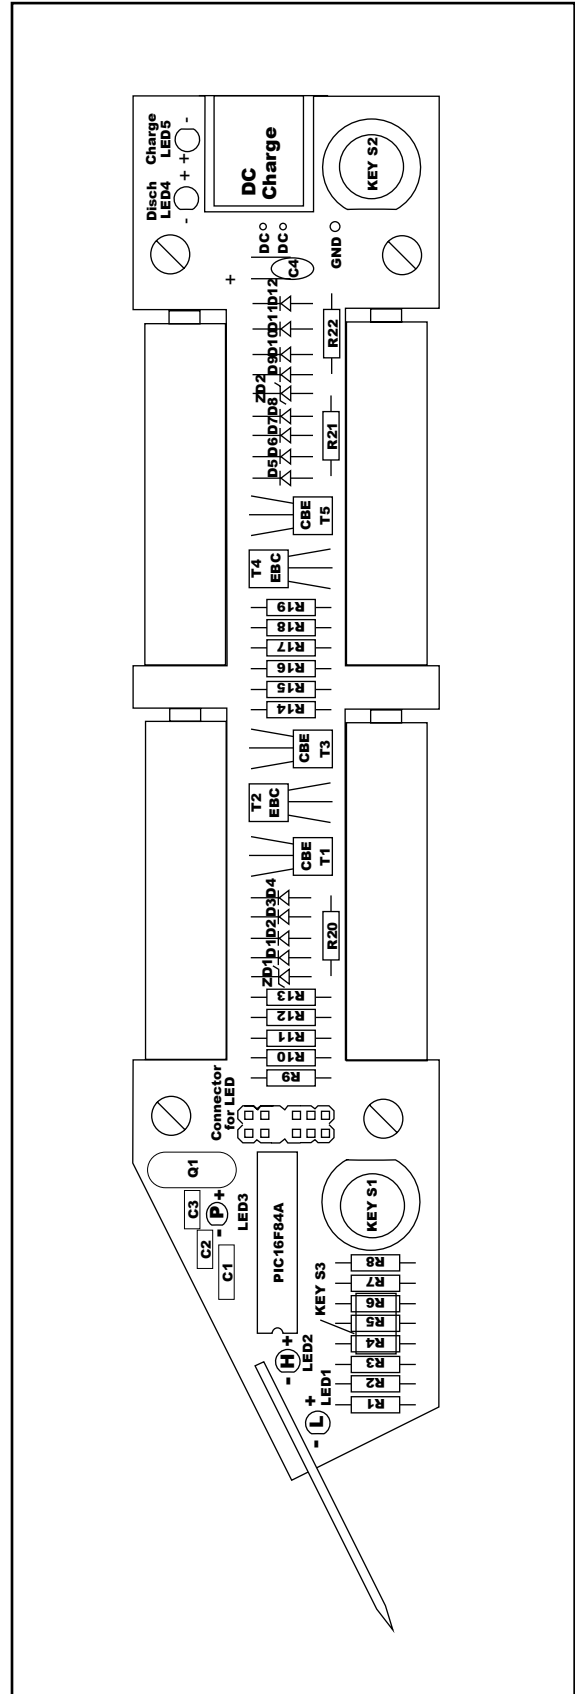 Charge
LED5
-
+
Disch
LED4
+
-
DC
Charge
KEY S2
DC
DC
GND
+
C4
D12
D11
D10
D9
ZD2
D8
D7
D6
D5
R22
R21
CBE
T5
T4
EBC
R19
R18
R17
R16
R15
R14
CBE
T3
T2
EBC
CBE
T1
D4
D3
D2
D1
ZD1
R20
R13
R12
R11
R10
R9
Connector
for LED
Q1
C3
C2
C1
- P +
LED3
PIC16F84A
KEY S1
KEY S3
R8
R7
R6
R5
R4
R3
R2
R1
- H +
LED2
- L +
LED1